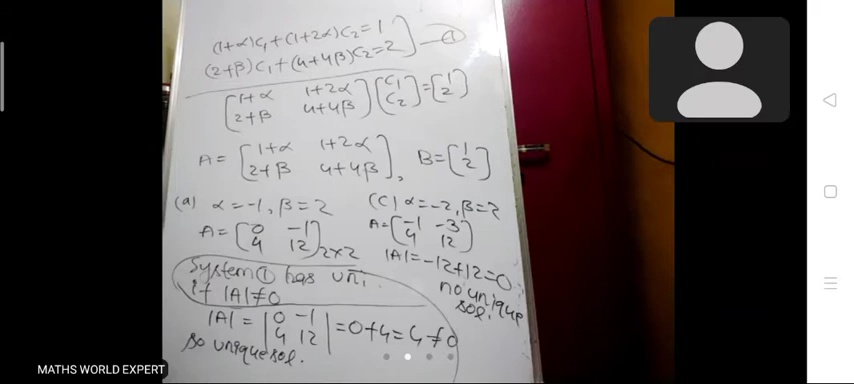 (1+α)C₁+(1+2α)C₂=1
(2+β)C₁+(4+4β)C₂=2 ] —①
[1+α 1+2α
2+β 4+4β] [C₁
C₂] = [1
2]
A = [1+α 1+2α
2+β 4+4β], B = [1
2]
(a) α=-1, β=2
A = [0 -1
4 12]₂ₓ₂
System ① has uni.
if |A|≠0
|A| = |0 -1
4 12| = 0+4=4≠0
so unique sol.
(C) α=-2, β=2
A = [-1 -3
4 12]
|A|=-12+12=0
no unique
sol.
MATHS WORLD EXPERT